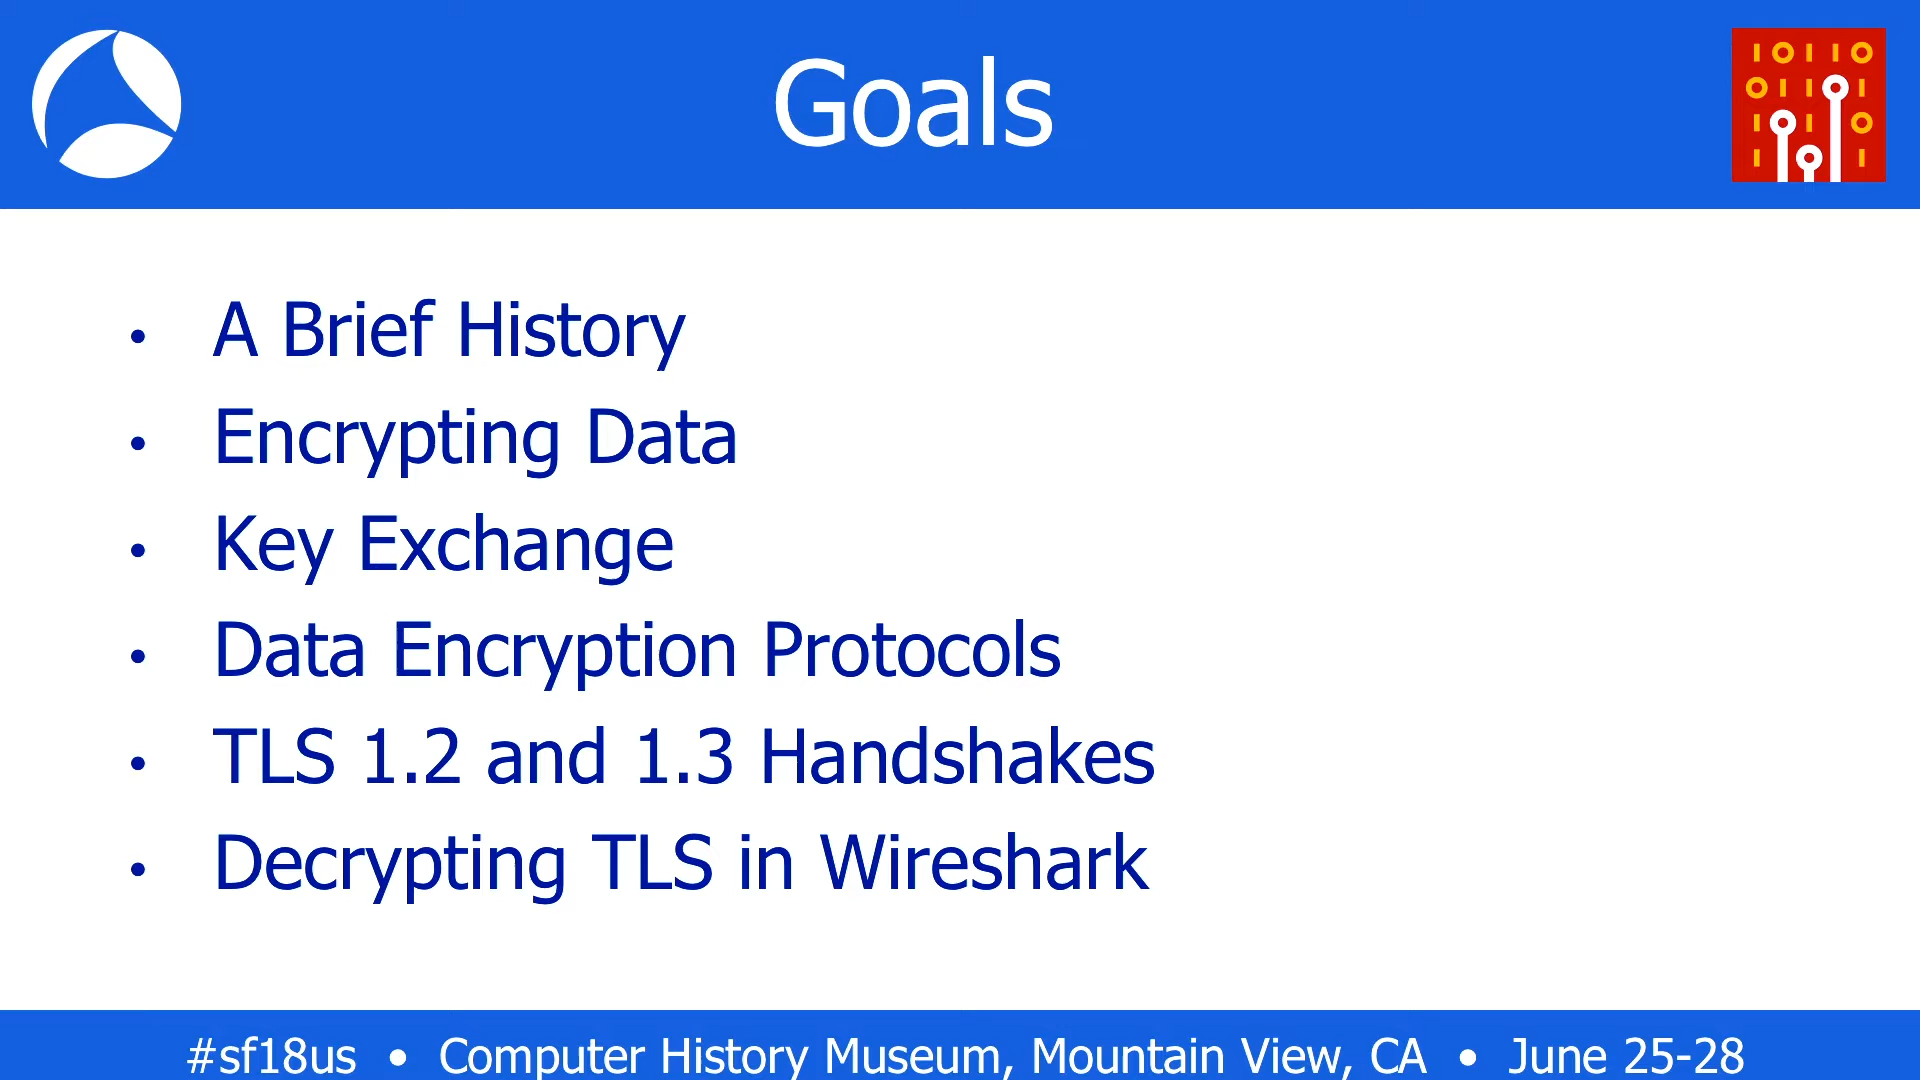 Goals
• A Brief History
• Encrypting Data
• Key Exchange
• Data Encryption Protocols
• TLS 1.2 and 1.3 Handshakes
• Decrypting TLS in Wireshark
#sf18us • Computer History Museum, Mountain View, CA • June 25-28